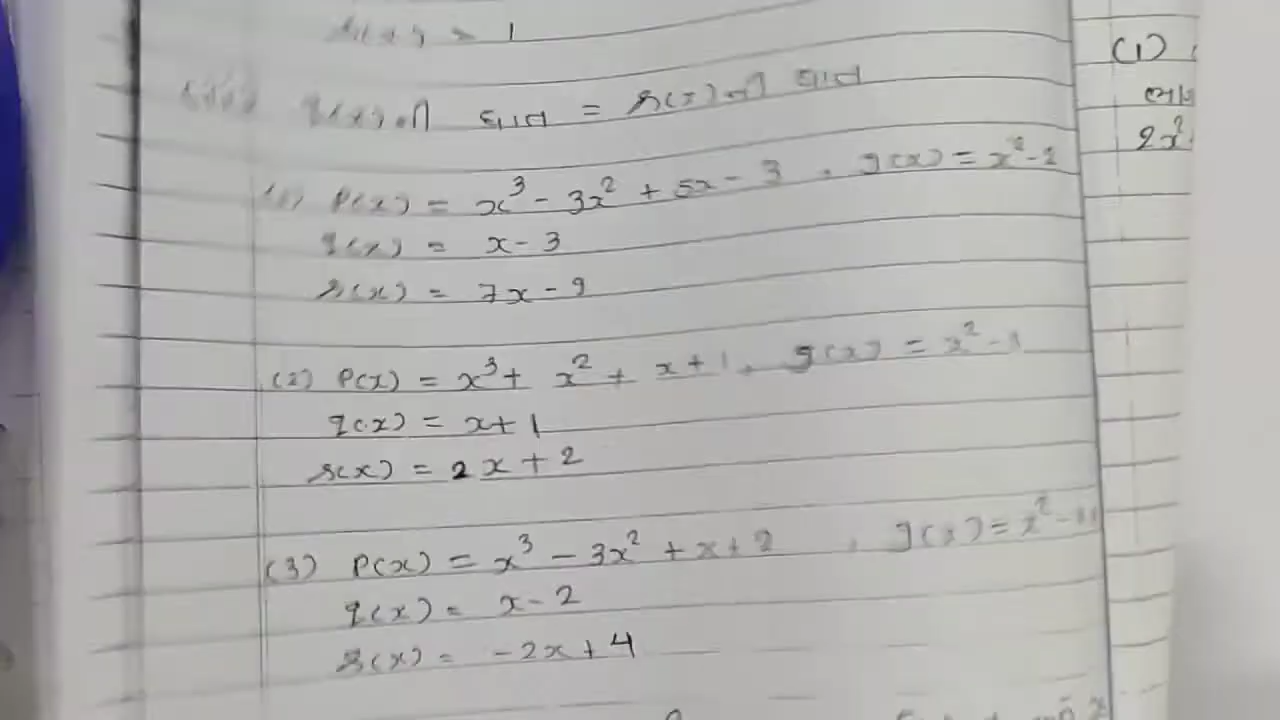 r(x) = 1
(iii) q(x) ની ઘાત = r(x) ની ઘાત
(1) P(x) = x³ - 3x² + 5x - 3 , g(x) = x² - 2
q(x) = x - 3
r(x) = 7x - 9
(2) P(x) = x³ + x² + x + 1 , g(x) = x² - 1
q(x) = x + 1
r(x) = 2x + 2
(3) P(x) = x³ - 3x² + x + 2 , g(x) = x² -
q(x) = x - 2
r(x) = -2x + 4
(1)
2x²